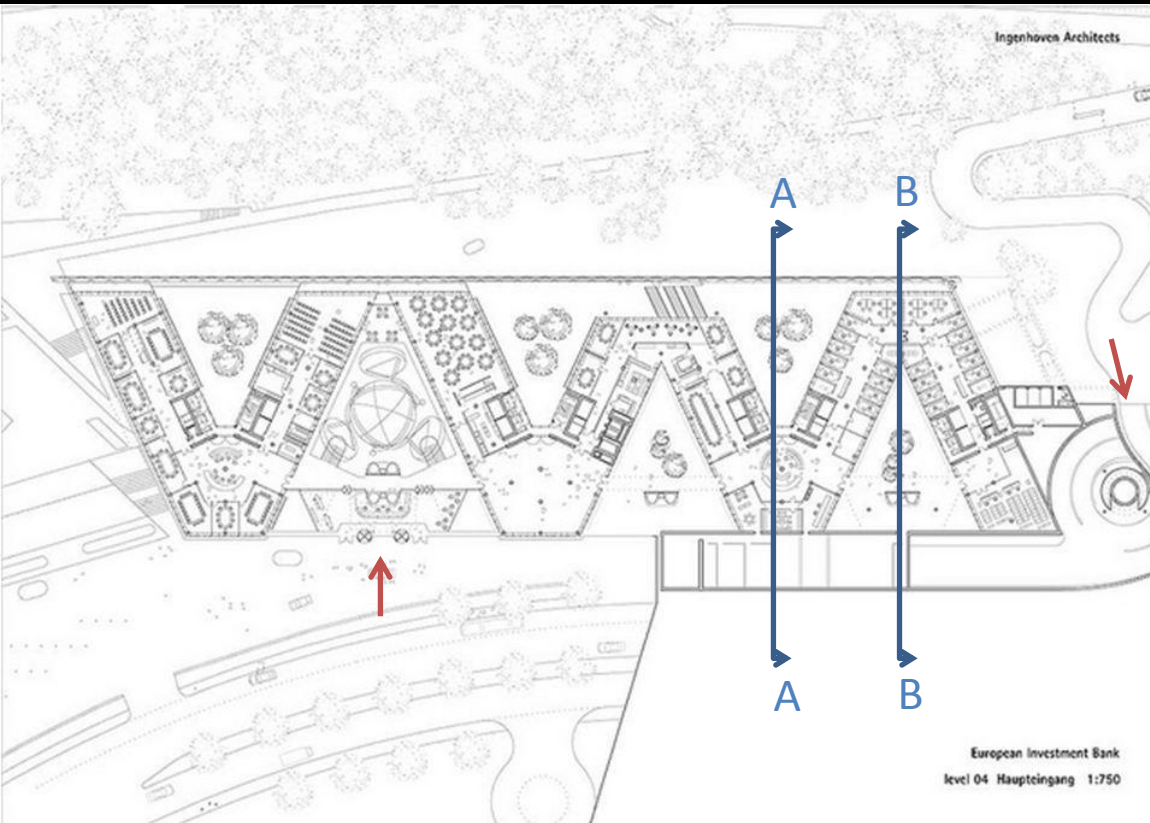 Ingenhoven Architects
A B
A B
European Investment Bank
level 04 Haupteingang 1:750